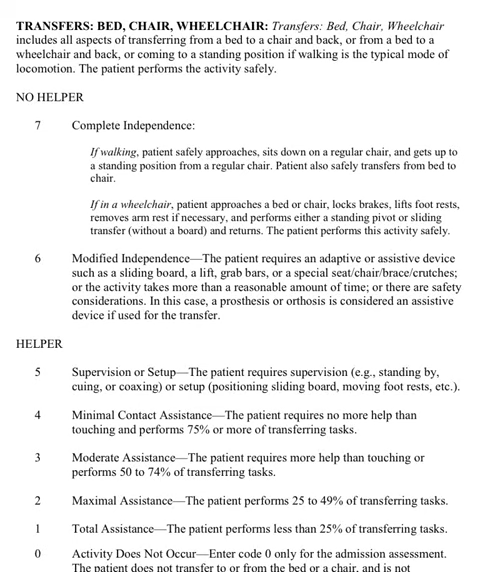 TRANSFERS: BED, CHAIR, WHEELCHAIR: Transfers: Bed, Chair, Wheelchair
includes all aspects of transferring from a bed to a chair and back, or from a bed to a
wheelchair and back, or coming to a standing position if walking is the typical mode of
locomotion. The patient performs the activity safely.
NO HELPER
7 Complete Independence:
If walking, patient safely approaches, sits down on a regular chair, and gets up to
a standing position from a regular chair. Patient also safely transfers from bed to
chair.
If in a wheelchair, patient approaches a bed or chair, locks brakes, lifts foot rests,
removes arm rest if necessary, and performs either a standing pivot or sliding
transfer (without a board) and returns. The patient performs this activity safely.
6 Modified Independence—The patient requires an adaptive or assistive device
such as a sliding board, a lift, grab bars, or a special seat/chair/brace/crutches;
or the activity takes more than a reasonable amount of time; or there are safety
considerations. In this case, a prosthesis or orthosis is considered an assistive
device if used for the transfer.
HELPER
5 Supervision or Setup—The patient requires supervision (e.g., standing by,
cuing, or coaxing) or setup (positioning sliding board, moving foot rests, etc.).
4 Minimal Contact Assistance—The patient requires no more help than
touching and performs 75% or more of transferring tasks.
3 Moderate Assistance—The patient requires more help than touching or
performs 50 to 74% of transferring tasks.
2 Maximal Assistance—The patient performs 25 to 49% of transferring tasks.
1 Total Assistance—The patient performs less than 25% of transferring tasks.
0 Activity Does Not Occur—Enter code 0 only for the admission assessment.
The patient does not transfer to or from the bed or a chair, and is not